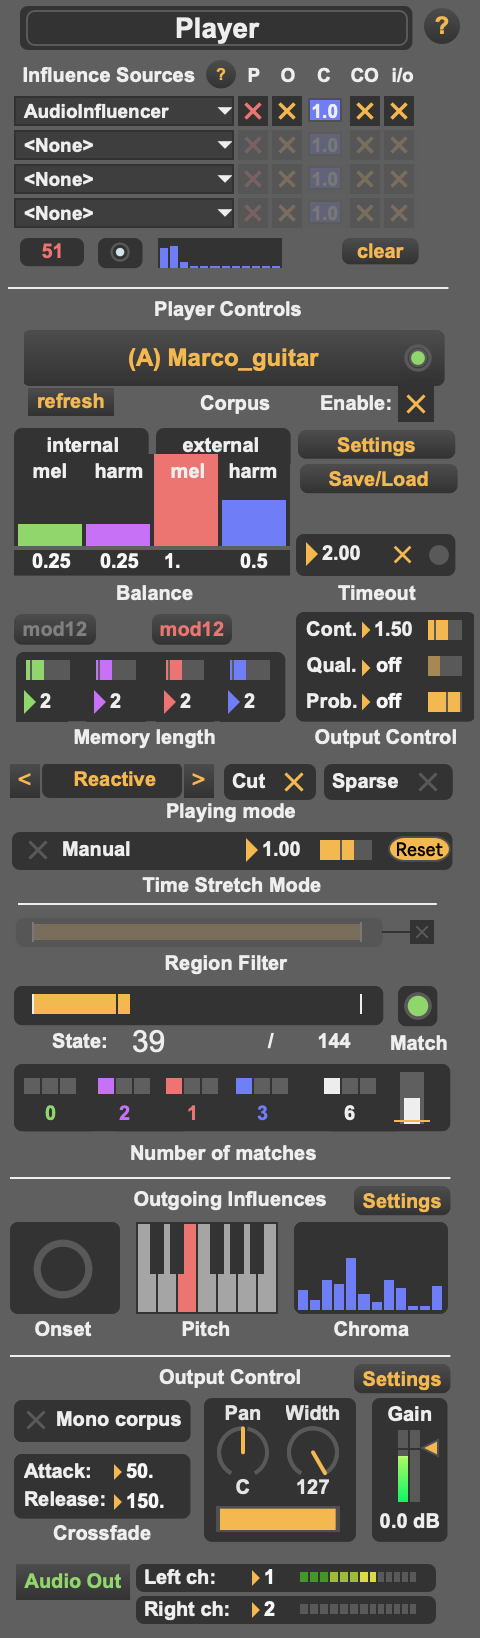 Player ?
Influence Sources ? P O C CO i/o
AudioInfluencer 1.0
<None> 1.0
<None> 1.0
<None> 1.0
51 clear
Player Controls
(A) Marco_guitar
refresh Corpus Enable:
internal external Settings
mel harm mel harm Save/Load
0.25 0.25 1. 0.5 2.00
Balance Timeout
mod12 mod12 Cont. 1.50
Qual. off
2 2 2 2 Prob. off
Memory length Output Control
< Reactive > Cut Sparse
Playing mode
Manual 1.00 Reset
Time Stretch Mode
Region Filter
State: 39 / 144 Match
0 2 1 3 6
Number of matches
Outgoing Influences Settings
Onset Pitch Chroma
Output Control Settings
Mono corpus Pan Width Gain
Attack: 50.
Release: 150. C 127
Crossfade 0.0 dB
Audio Out Left ch: 1
Right ch: 2